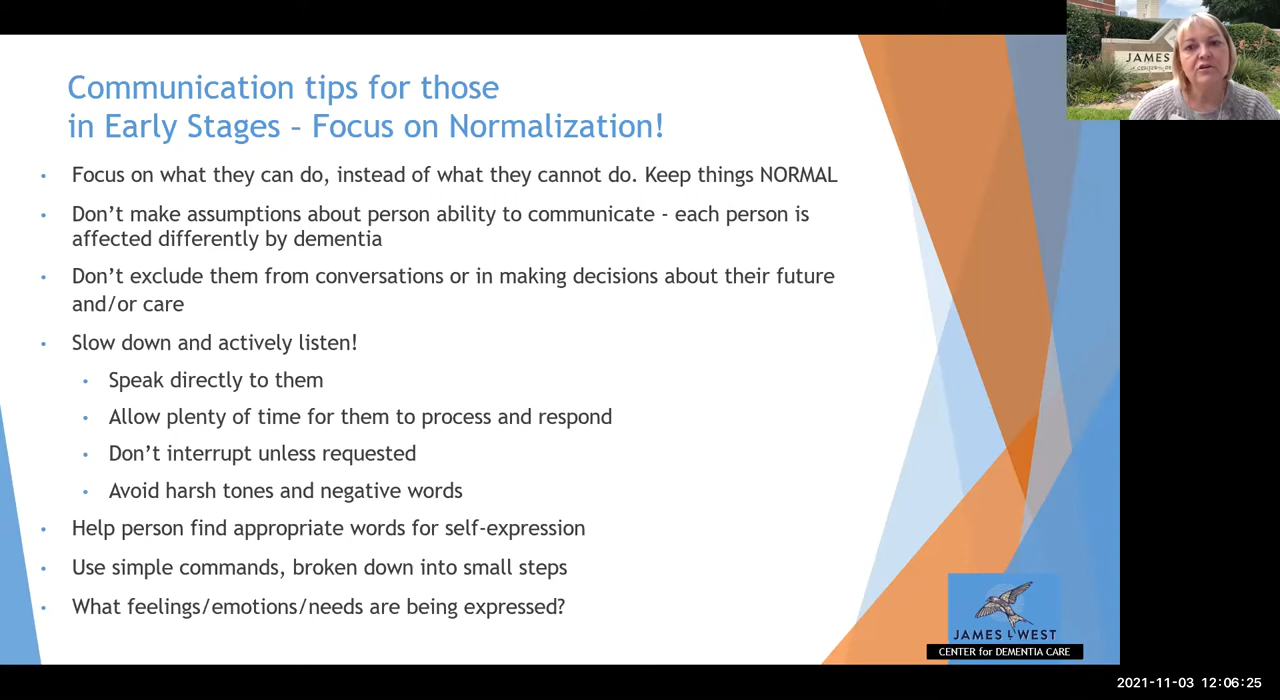 Communication tips for those
in Early Stages – Focus on Normalization!
• Focus on what they can do, instead of what they cannot do. Keep things NORMAL
• Don’t make assumptions about person ability to communicate - each person is
affected differently by dementia
• Don’t exclude them from conversations or in making decisions about their future
and/or care
• Slow down and actively listen!
• Speak directly to them
• Allow plenty of time for them to process and respond
• Don’t interrupt unless requested
• Avoid harsh tones and negative words
• Help person find appropriate words for self-expression
• Use simple commands, broken down into small steps
• What feelings/emotions/needs are being expressed?
JAMES L WEST
CENTER for DEMENTIA CARE
JAMES
2021-11-03 12:06:25